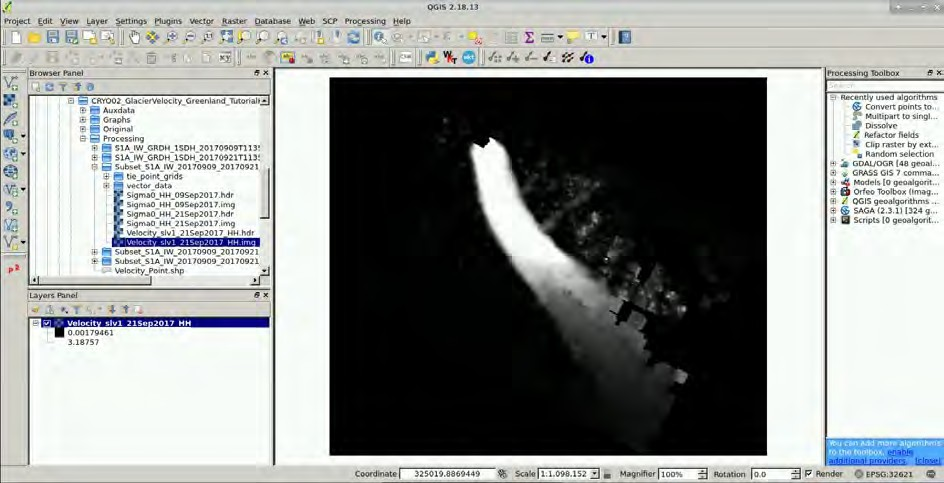 QGIS 2.18.13
Project Edit View Layer Settings Plugins Vector Raster Database Web SCP Processing Help
Browser Panel
CRYO02_GlacierVelocity_Greenland_Tutorial
Auxdata
Graphs
Original
Processing
S1A_IW_GRDH_1SDH_20170909T113
S1A_IW_GRDH_1SDH_20170921T113
Subset_S1A_IW_20170909_20170921
tie_point_grids
vector_data
Sigma0_HH_09Sep2017.hdr
Sigma0_HH_09Sep2017.img
Sigma0_HH_21Sep2017.hdr
Sigma0_HH_21Sep2017.img
Velocity_slv1_21Sep2017_HH.hdr
Velocity_slv1_21Sep2017_HH.img
Subset_S1A_IW_20170909_20170921
Subset_S1A_IW_20170909_20170921
Velocity_Point.shp
Layers Panel
Velocity_slv1_21Sep2017_HH
0.00179461
3.18757
Processing Toolbox
Search...
Recently used algorithms
Convert points to...
Multipart to singl...
Dissolve
Refactor fields
Clip raster by ext...
Random selection
GDAL/OGR [48 geoal...
GRASS GIS 7 comma...
Models [0 geoalgorit...
Orfeo Toolbox (Imag...
QGIS geoalgorithms ...
SAGA (2.3.1) [324 g...
Scripts [0 geoalgorit...
You can add more algorithms
to the toolbox, enable
additional providers. [close]
Coordinate 325019,8869449 Scale 1:1.098.152 Magnifier 100% Rotation 0.0 Render EPSG:32621